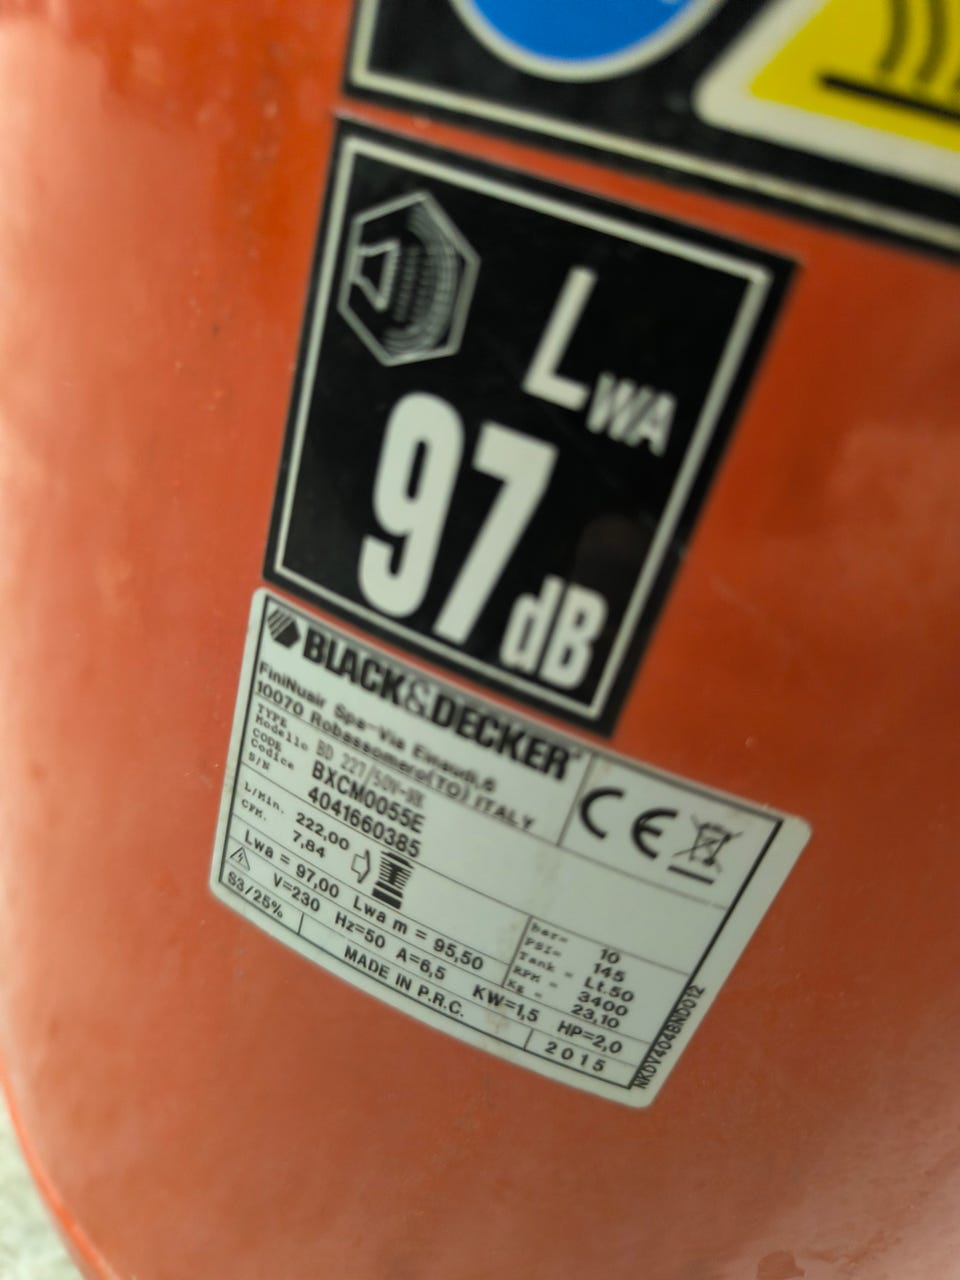 LWA
97 dB
BLACK&DECKER
FiniNuair Spa-Via Einaudi,6
10070 Robassomero(TO) ITALY
TYPE
Modello BD 227/50V-NK
CODE
Codice BXCM0055E
S/N 4041660385
L/Min. 222,00
CFM. 7,84
Lwa = 97,00 Lwa m = 95,50
bar= 10
PSI= 145
Tank = Lt.50
RPM = 3400
Kg = 23,10
V=230 Hz=50 A=6,5 KW=1,5 HP=2,0
S3/25% MADE IN P.R.C. 2015
NKDV404BND012
CE